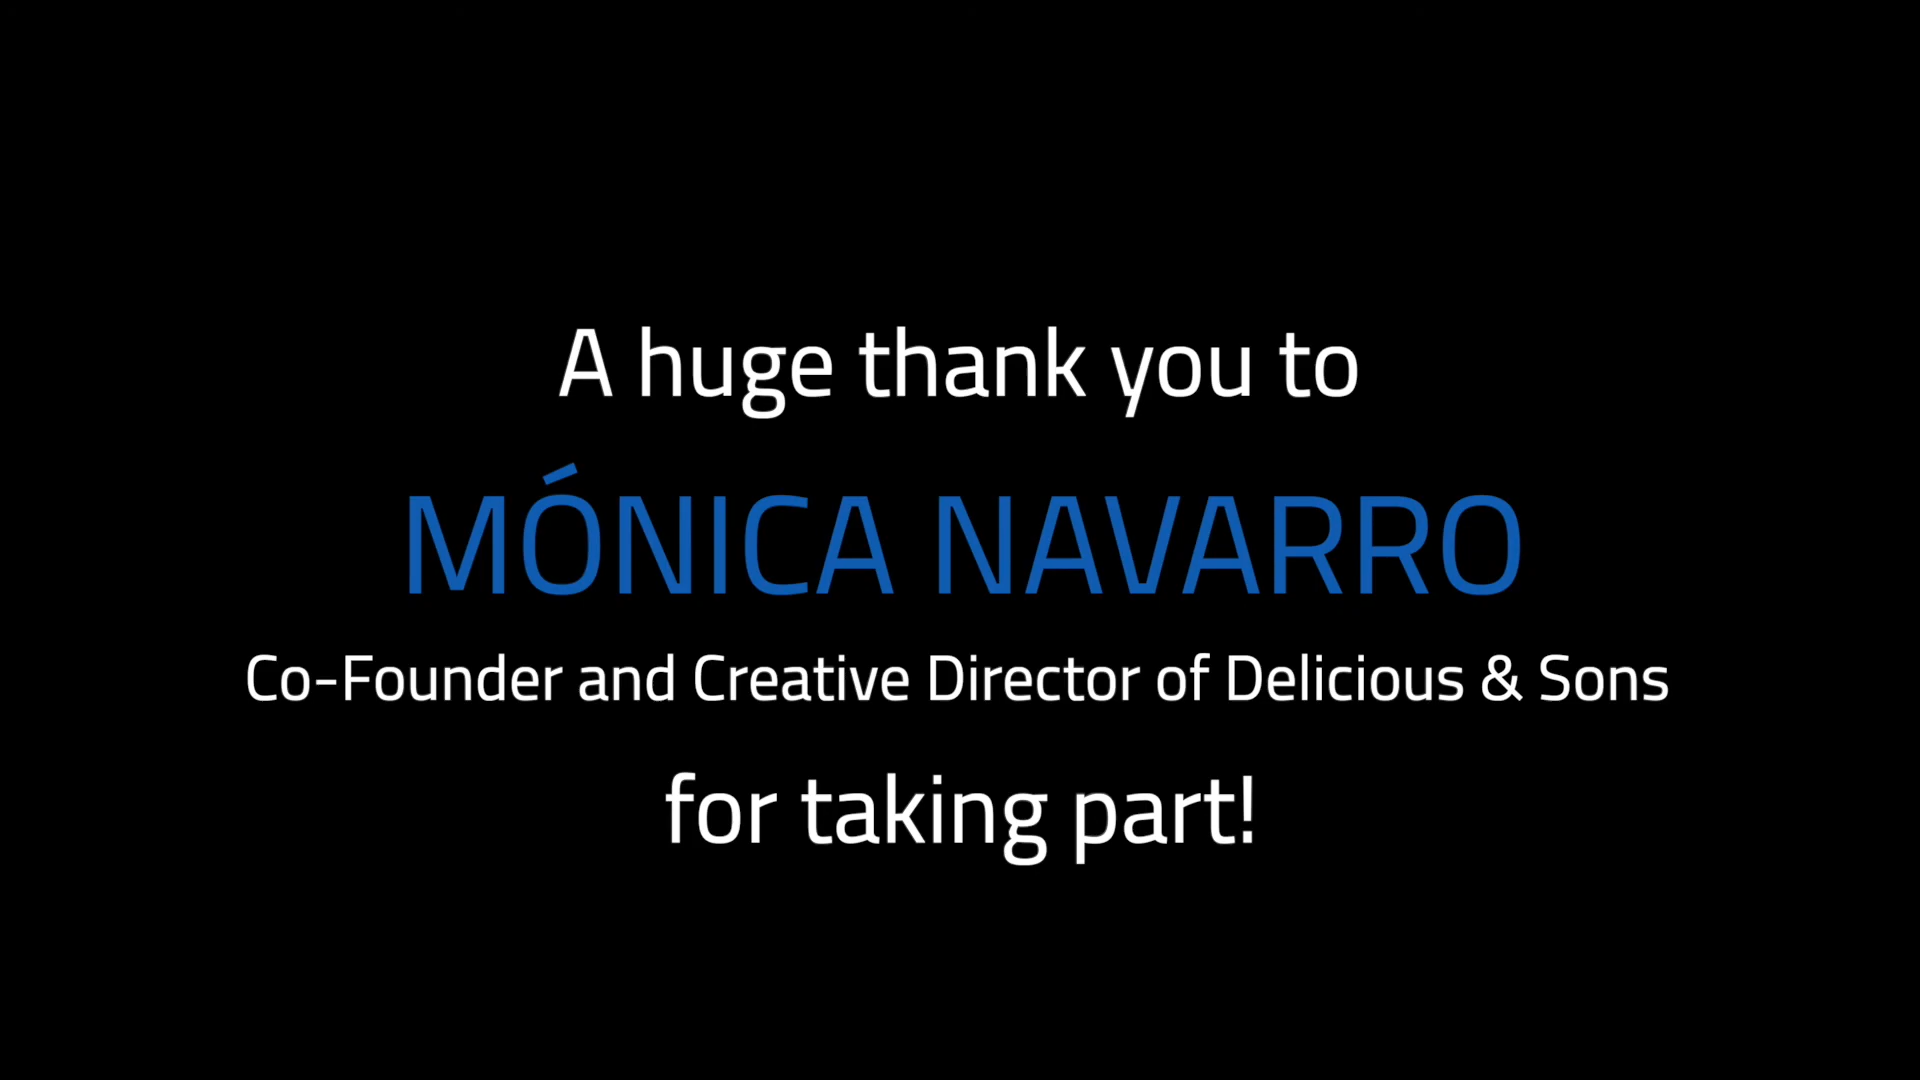 A huge thank you to
MÓNICA NAVARRO
Co-Founder and Creative Director of Delicious & Sons
for taking part!